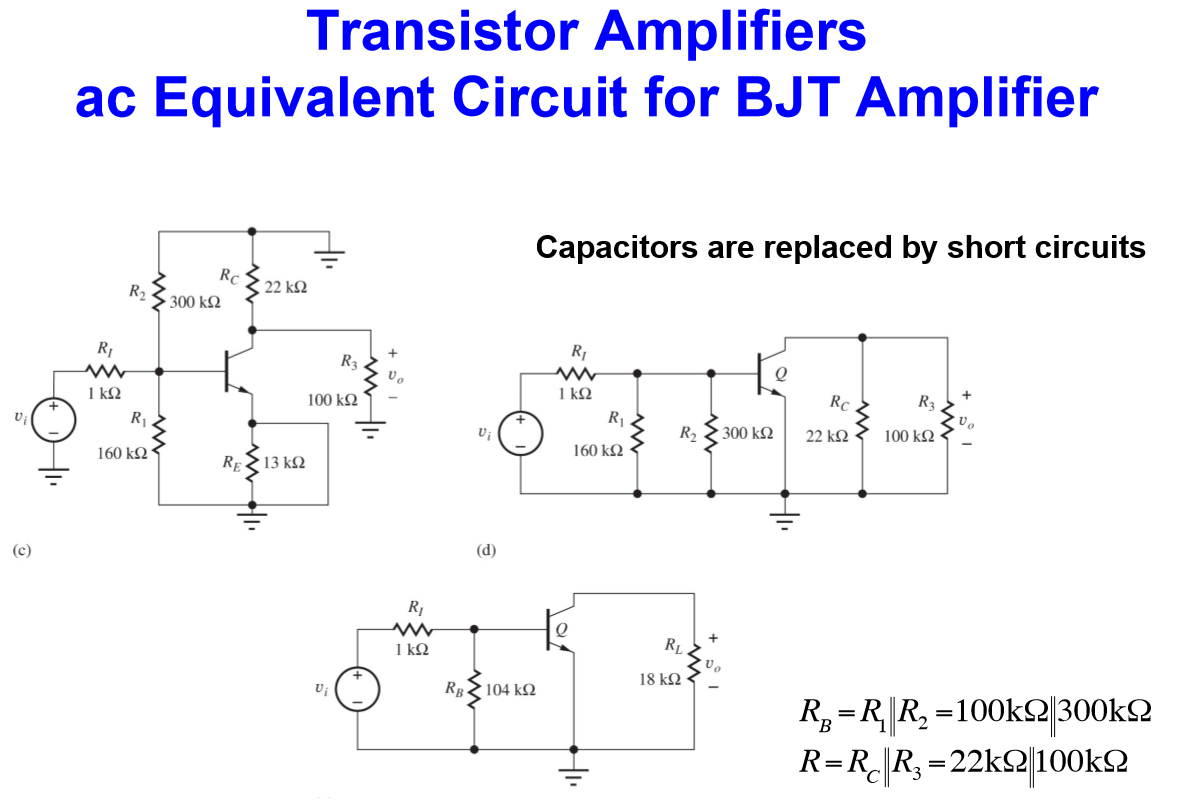 Transistor Amplifiers
ac Equivalent Circuit for BJT Amplifier
Capacitors are replaced by short circuits
R2 300 kΩ
RC 22 kΩ
RI
1 kΩ
R3
100 kΩ
+
vo
−
vi
+
−
R1
160 kΩ
RE 13 kΩ
(c)
RI
1 kΩ
Q
vi
+
−
R1
160 kΩ
R2 300 kΩ
RC
22 kΩ
R3
100 kΩ
+
vo
−
(d)
RI
1 kΩ
Q
vi
+
−
RB 104 kΩ
RL
18 kΩ
+
vo
−
RB = R1‖R2 = 100kΩ‖300kΩ
R = RC‖R3 = 22kΩ‖100kΩ